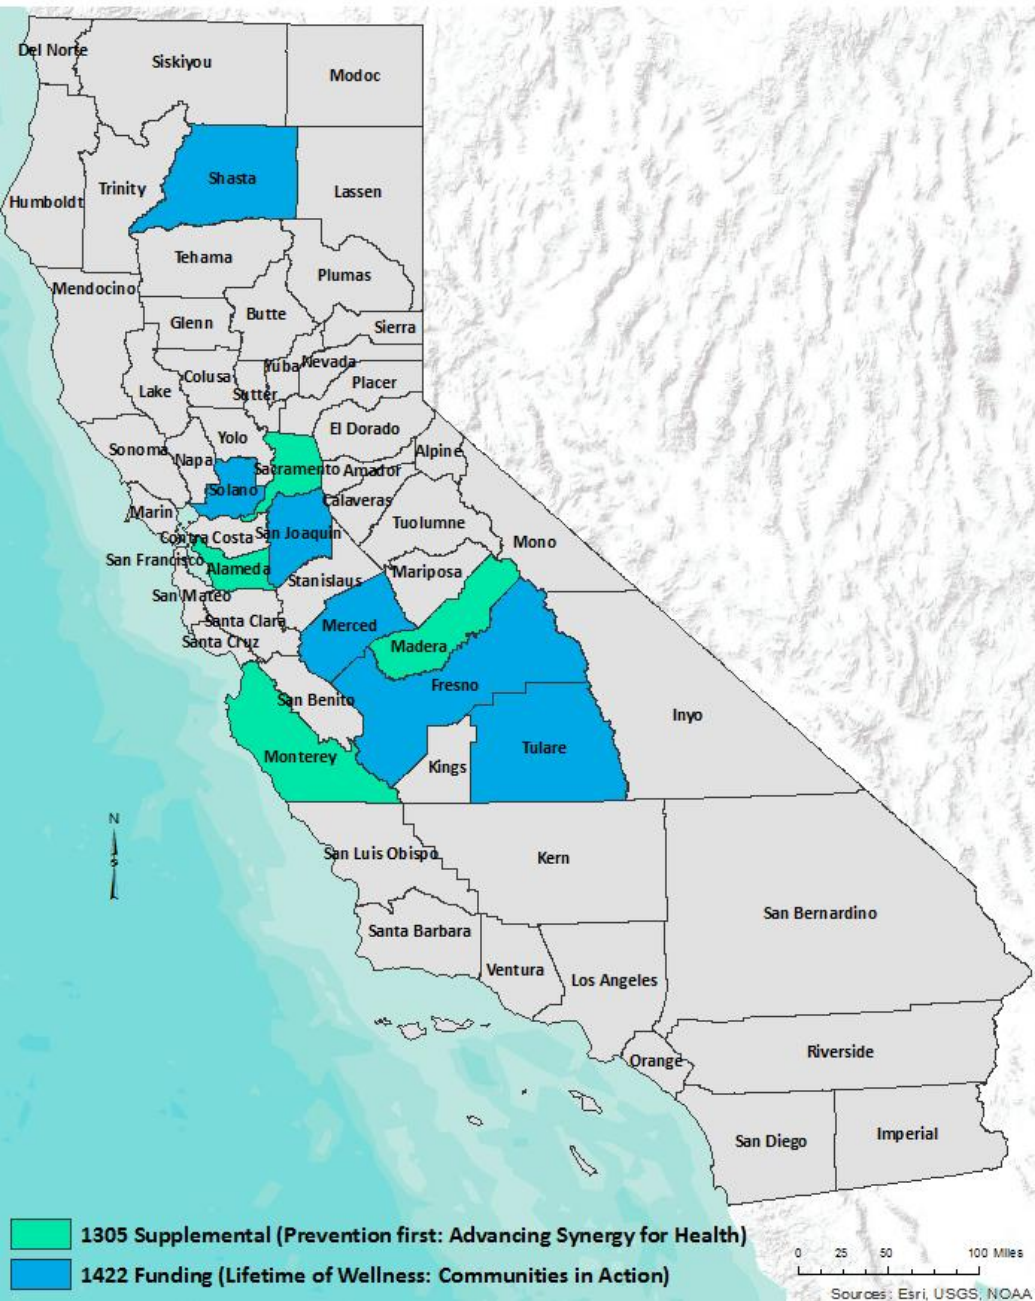 Del Norte
Siskiyou
Modoc
Shasta
Trinity
Humboldt
Lassen
Tehama
Plumas
Mendocino
Glenn
Butte
Sierra
Nevada
Yuba
Colusa
Placer
Lake
Sutter
El Donado
Yolo
Sonoma
Napa
Alpine
Sacramento
Amador
Solano
Calaveras
Marin
Tuolumne
Contra Costa
San Joaquin
Mono
San Francisco
Alameda
Mariposa
Stanislaus
San Mateo
Santa Clara
Merced
Santa Cruz
Madera
Fresno
San Benito
Inyo
Monterey
Tulare
Kings
N
S
San Luis Obispo
Kern
San Bernardino
Santa Barbara
Ventura
Los Angeles
Riverside
Orange
San Diego
Imperial
1305 Supplemental (Prevention first: Advancing Synergy for Health)
1422 Funding (Lifetime of Wellness: Communities in Action)
0 25 50 100 Miles
Sources: Esri, USGS, NOAA